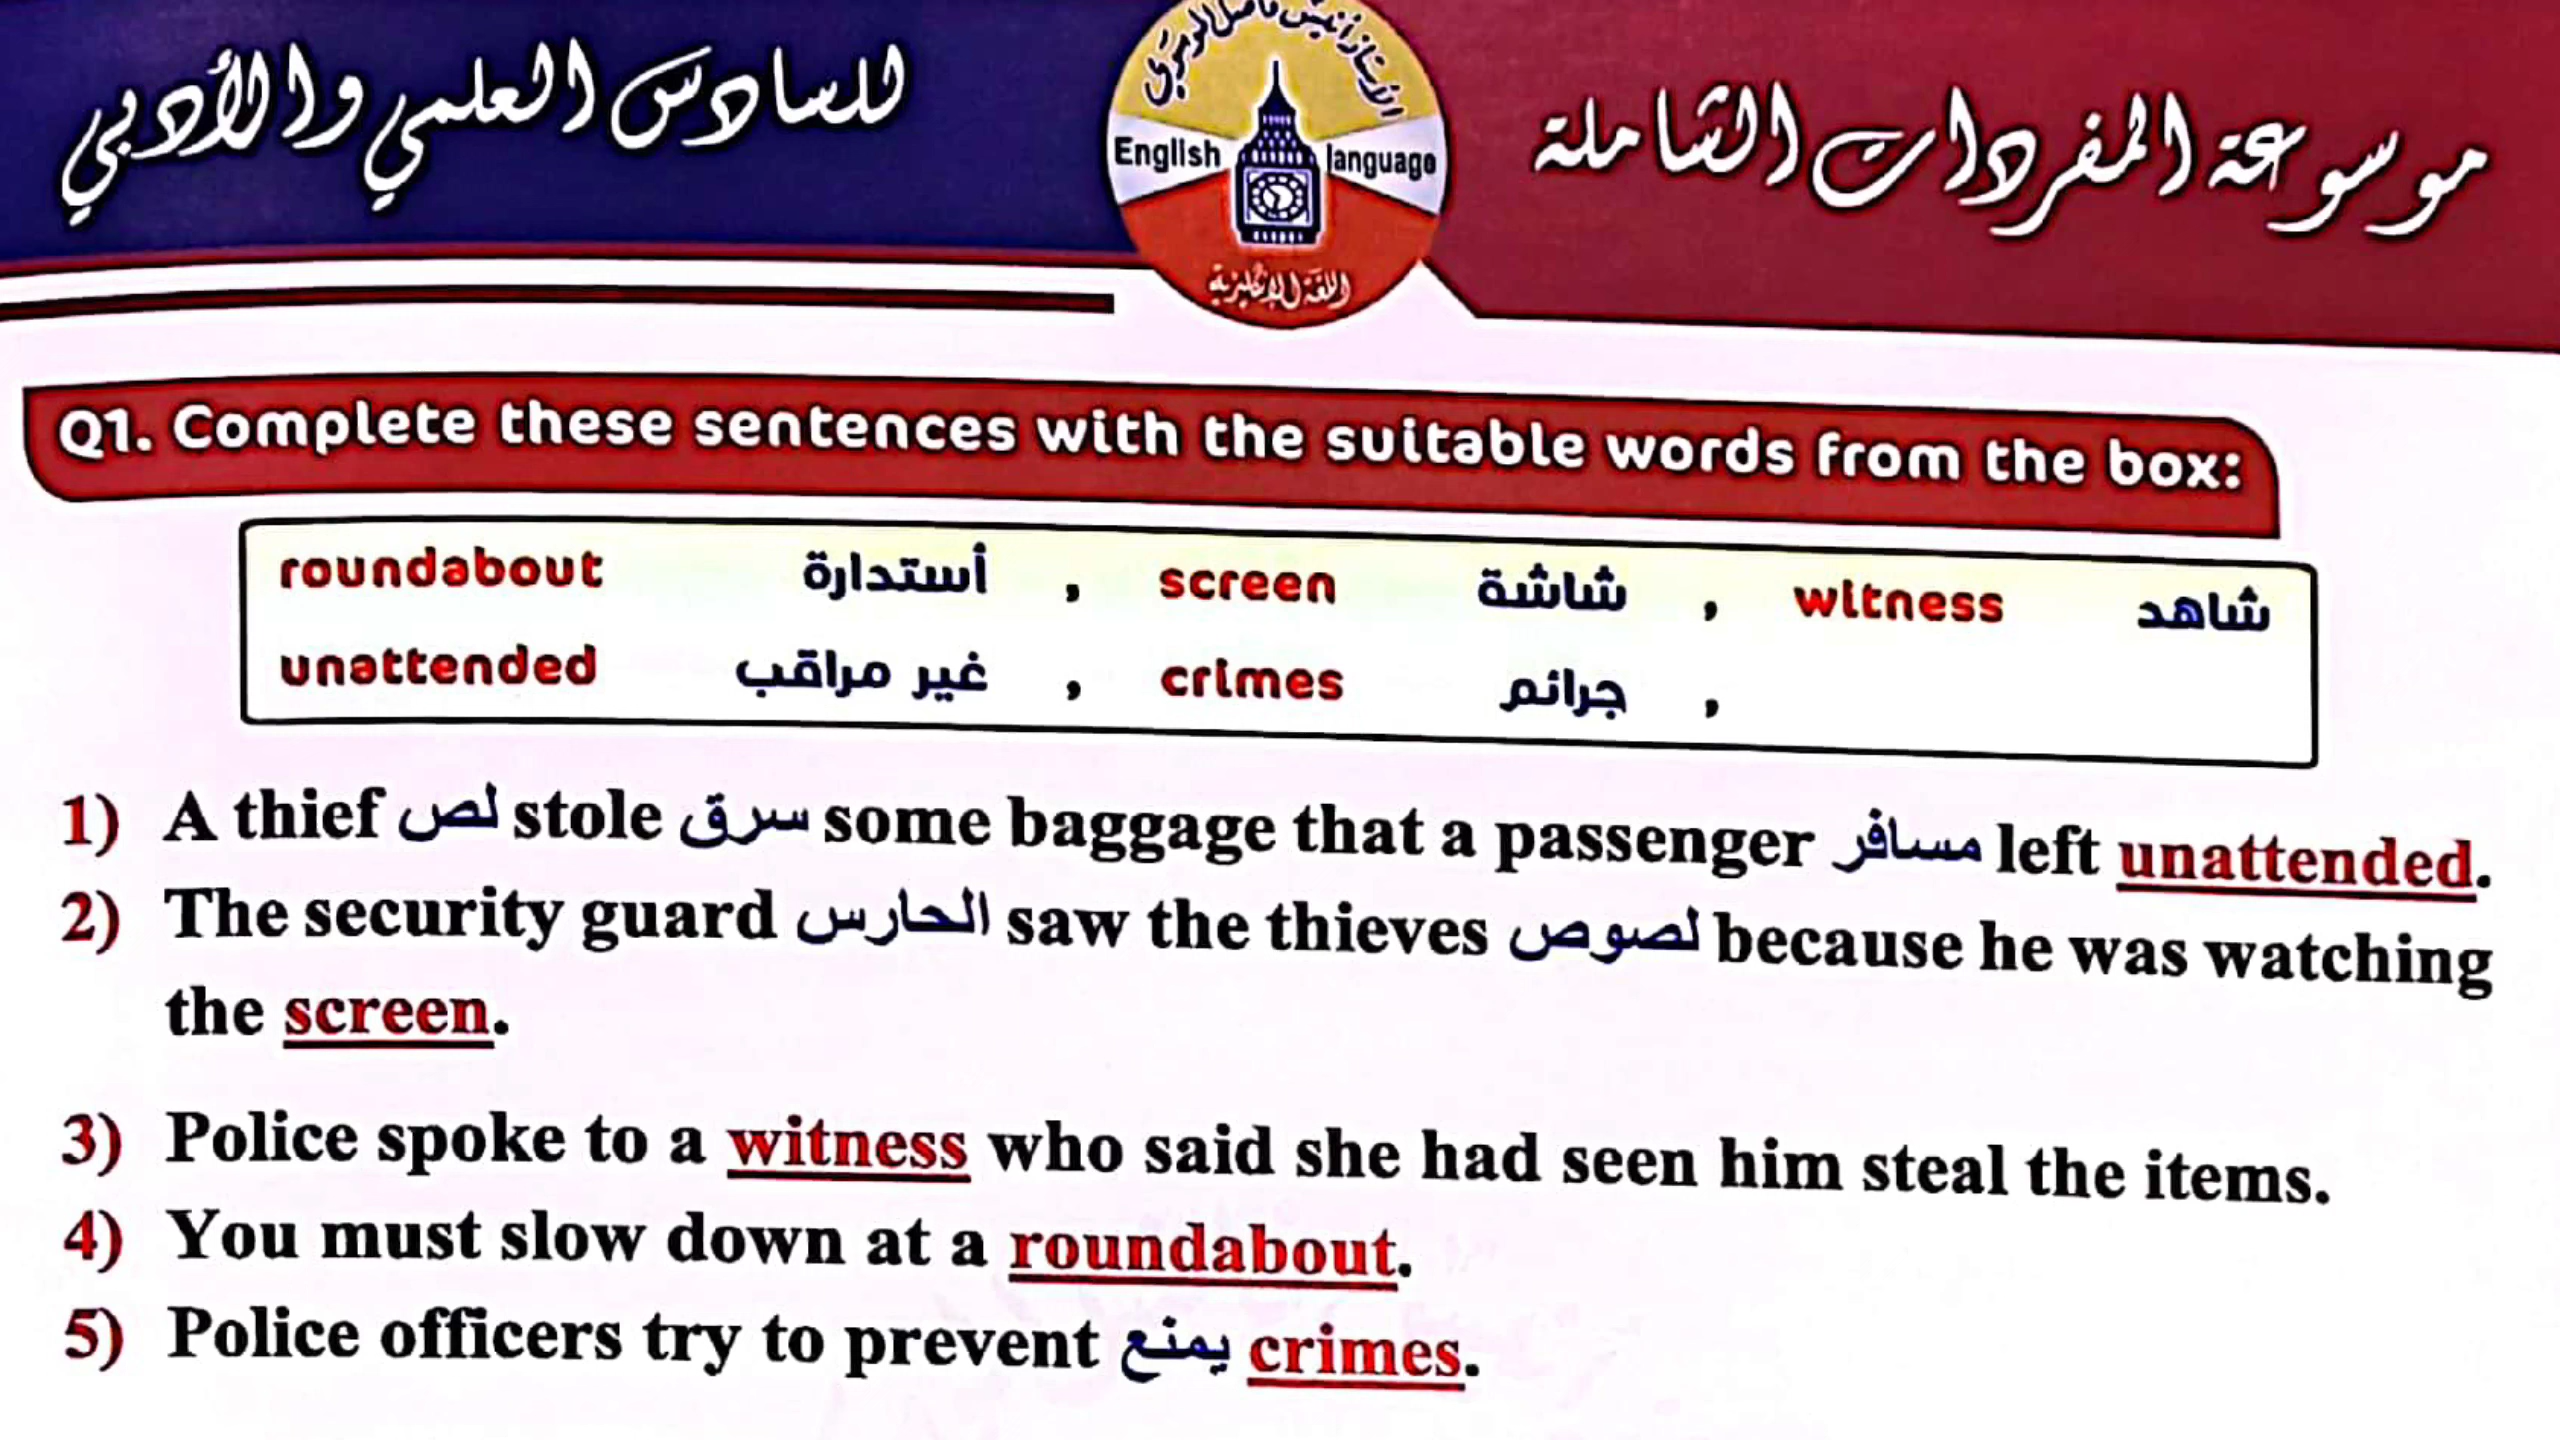 موسوعة المفردات الشاملة
للسادس العلمي والأدبي
English language
اللغة الإنكليزية
Q1. Complete these sentences with the suitable words from the box:
roundabout أستدارة , screen شاشة , witness شاهد
unattended غير مراقب , crimes جرائم ,
1) A thief لص stole سرق some baggage that a passenger مسافر left unattended.
2) The security guard الحارس saw the thieves لصوص because he was watching
the screen.
3) Police spoke to a witness who said she had seen him steal the items.
4) You must slow down at a roundabout.
5) Police officers try to prevent يمنع crimes.